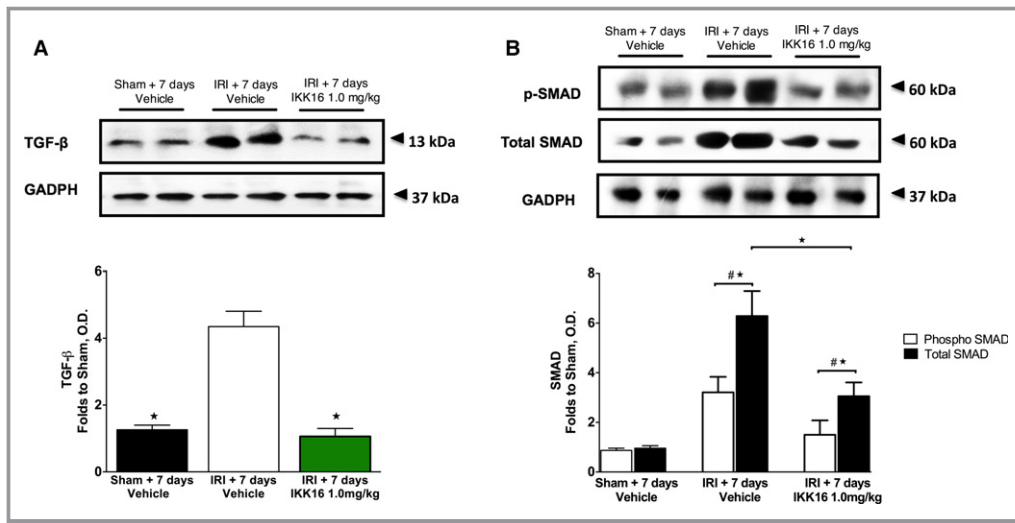 A
Sham + 7 days
Vehicle
IRI + 7 days
Vehicle
IRI + 7 days
IKK16 1.0 mg/kg
TGF-β
13 kDa
GADPH
37 kDa
6
4
2
0
TGF-β
Folds to Sham, O.D.
★
★
Sham + 7 days
Vehicle
IRI + 7 days
Vehicle
IRI + 7 days
IKK16 1.0mg/kg
B
Sham + 7 days
Vehicle
IRI + 7 days
Vehicle
IRI + 7 days
IKK16 1.0 mg/kg
p-SMAD
60 kDa
Total SMAD
60 kDa
GADPH
37 kDa
★
8
6
4
2
0
SMAD
Folds to Sham, O.D.
#★
#★
Phospho SMAD
Total SMAD
Sham + 7 days
Vehicle
IRI + 7 days
Vehicle
IRI + 7 days
IKK16 1.0mg/kg